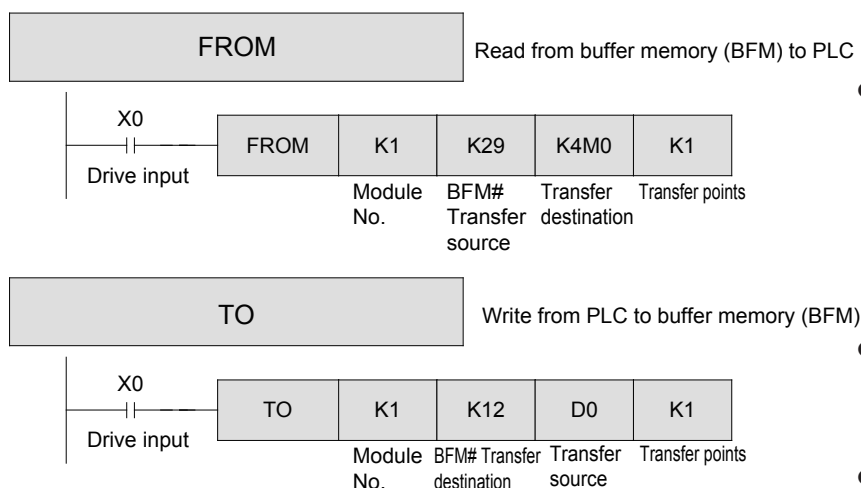 FROM
Read from buffer memory (BFM) to PLC
X0
Drive input
FROM K1 K29 K4M0 K1
Module BFM# Transfer Transfer points
No. Transfer destination
source
TO
Write from PLC to buffer memory (BFM)
X0
Drive input
TO K1 K12 D0 K1
Module BFM# Transfer Transfer Transfer points
No. destination source